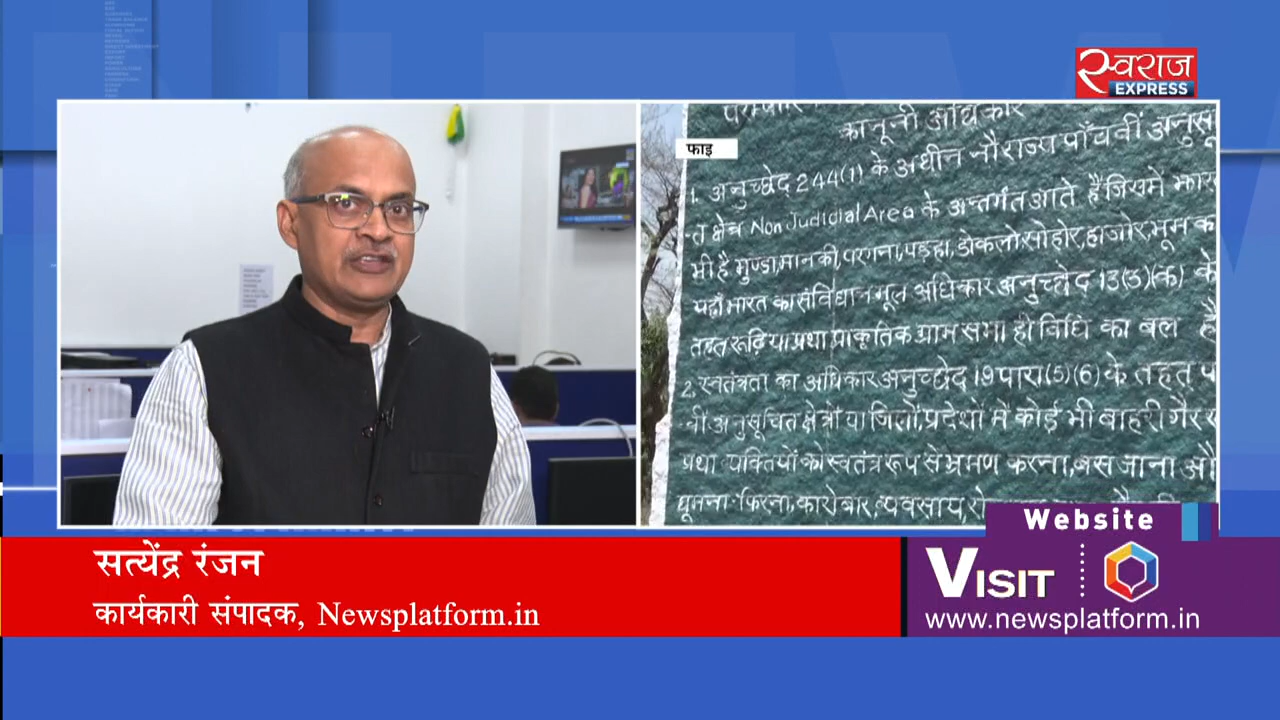 स्वराज
EXPRESS
फाइ
कानूनी अधिकार
1. अनुच्छेद 244(1) के अधीन नौ राज्य पाँचवीं अनुसू
त क्षेत्र Non Judicial Area के अन्तर्गत आते हैं जिसमें झार
भी है मुण्डा, मानकी, परगना, पड़हा, डोकलो सोहोर, हाजोर, भूम क
यहाँ भारत का संविधान मूल अधिकार अनुच्छेद 13(3)(क) के
तहत रूढ़ि या प्रथा प्राकृतिक ग्राम सभा ही विधि का बल है
2. स्वतंत्रता का अधिकार अनुच्छेद 19 पारा (5)(6) के तहत प
वीं अनुसूचित क्षेत्रों या जिलों, प्रदेशों में कोई भी बाहरी गैर र
प्रथा व्यक्तियों को स्वतंत्र रूप से भ्रमण करना, बस जाना औ
घूमना-फिरना, कारोबार, व्यवसाय,
Website
सत्येंद्र रंजन
कार्यकारी संपादक, Newsplatform.in
VISIT
www.newsplatform.in